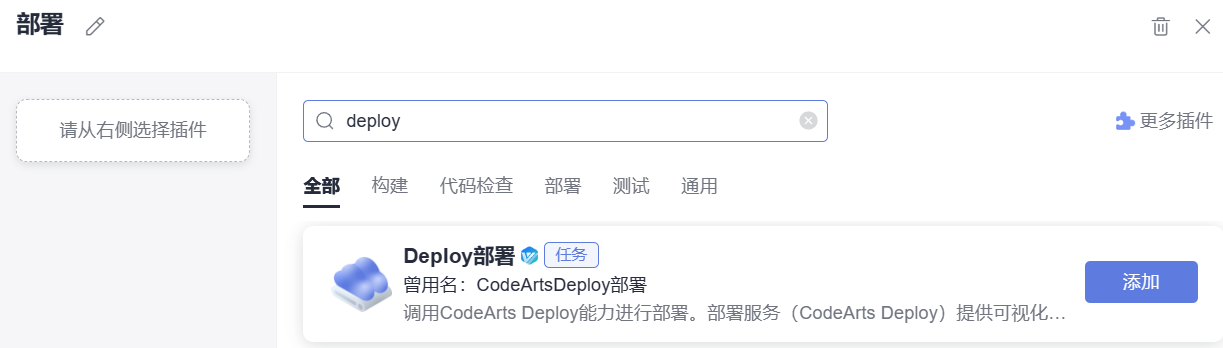 部署
请从右侧选择插件
deploy
更多插件
全部 构建 代码检查 部署 测试 通用
Deploy部署 任务
曾用名：CodeArtsDeploy部署
添加
调用CodeArts Deploy能力进行部署。部署服务（CodeArts Deploy）提供可视化…